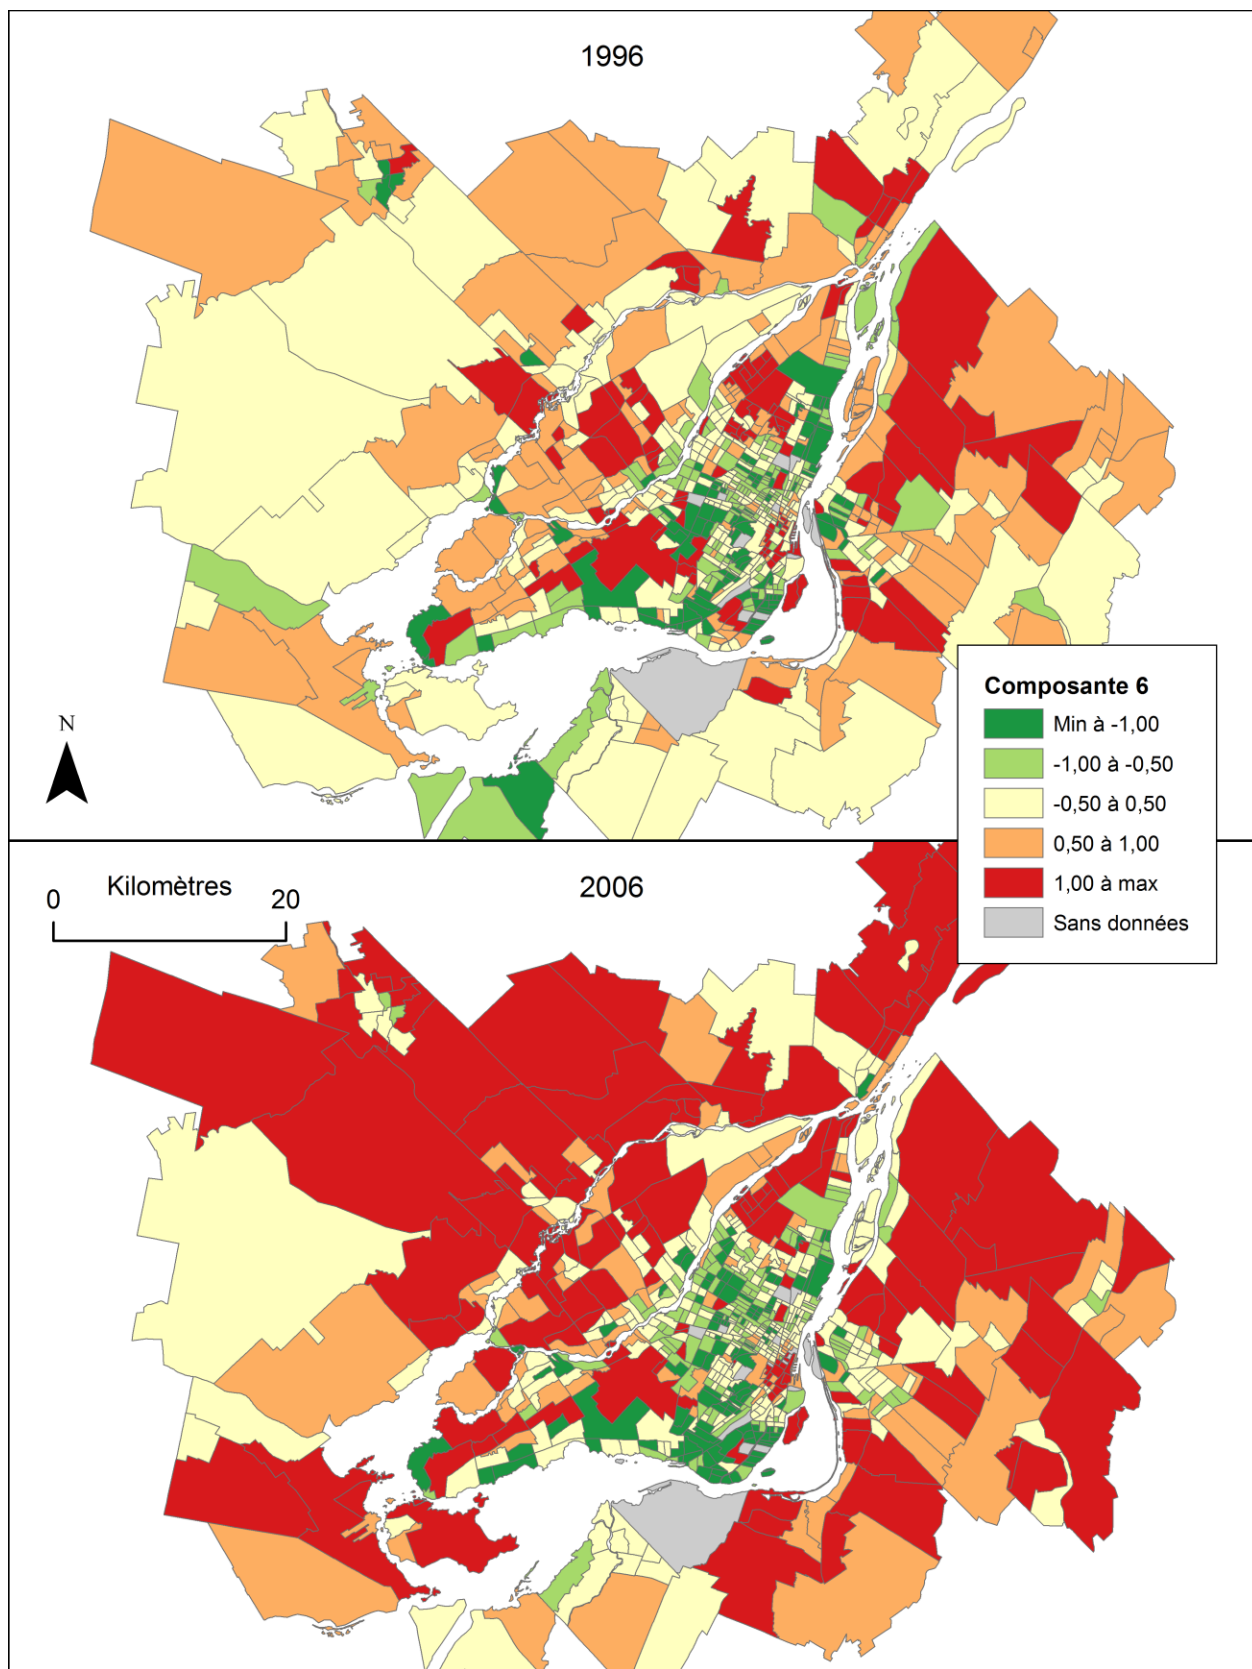 1996
N
Composante 6
Min à -1,00
-1,00 à -0,50
-0,50 à 0,50
0,50 à 1,00
1,00 à max
Sans données
Kilomètres
0 20
2006